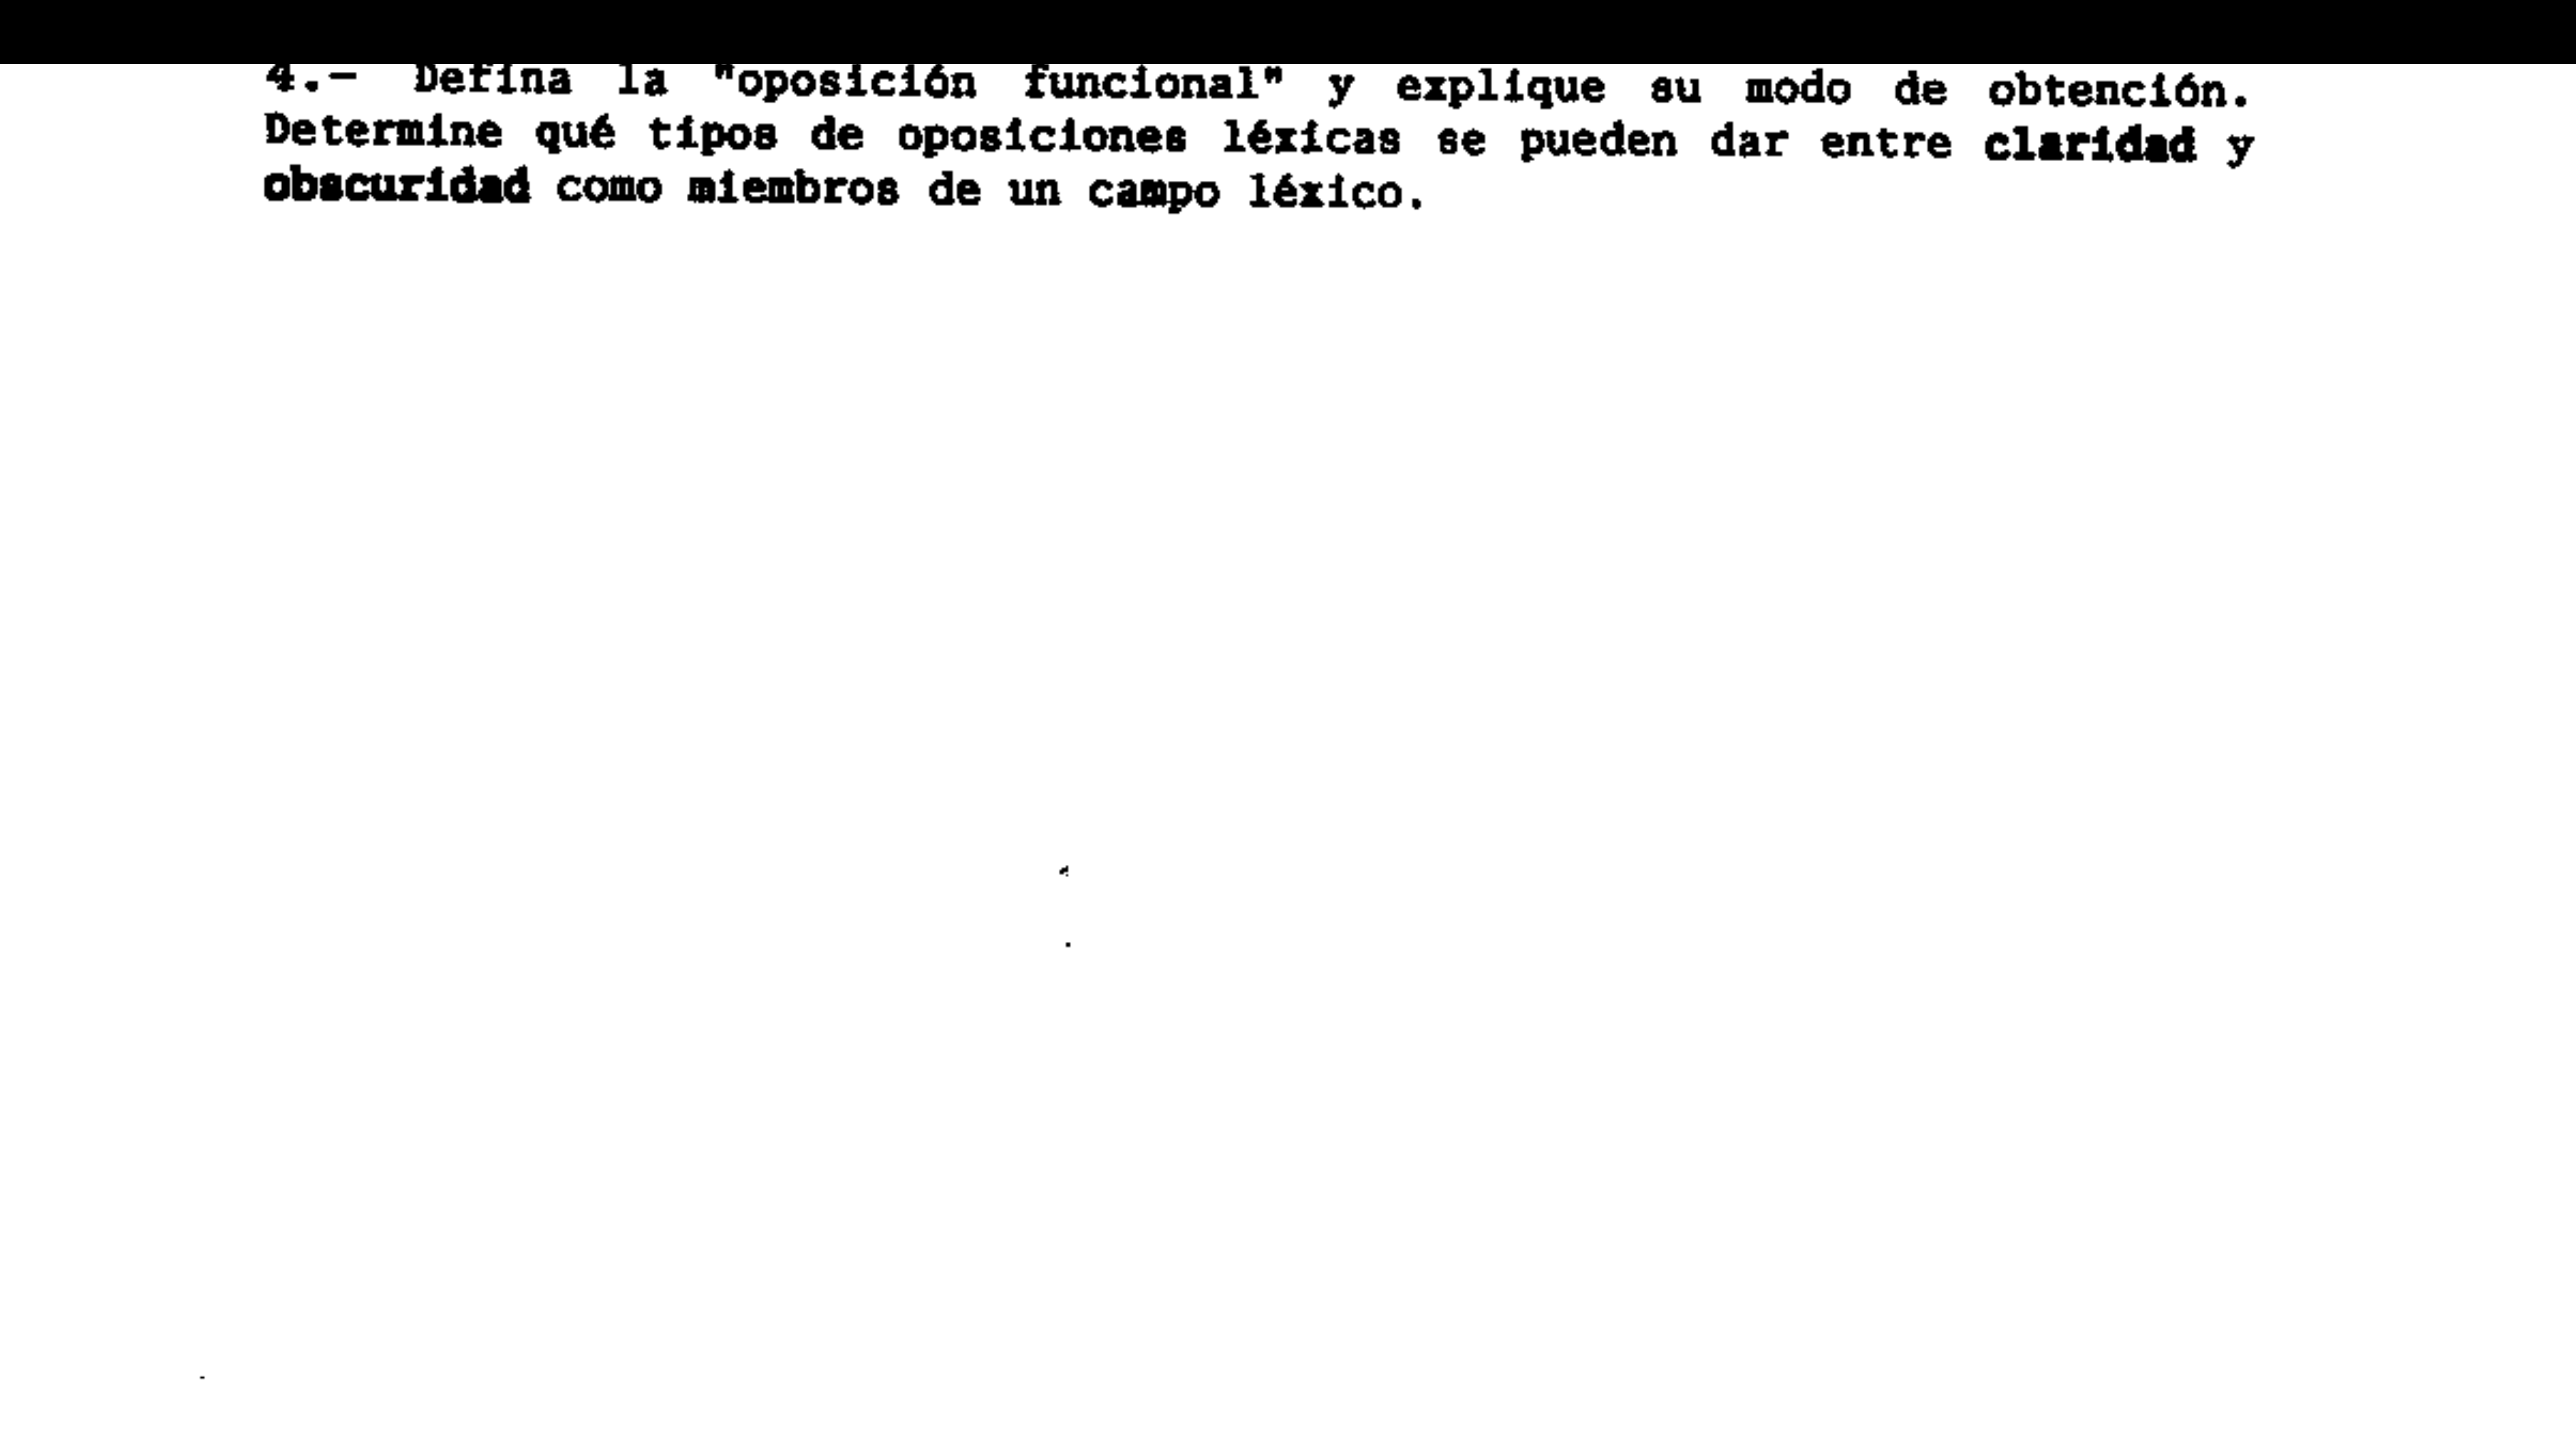 4.- Defina la "oposición funcional" y explique su modo de obtención.
Determine qué tipos de oposiciones léxicas se pueden dar entre claridad y
obscuridad como miembros de un campo léxico.